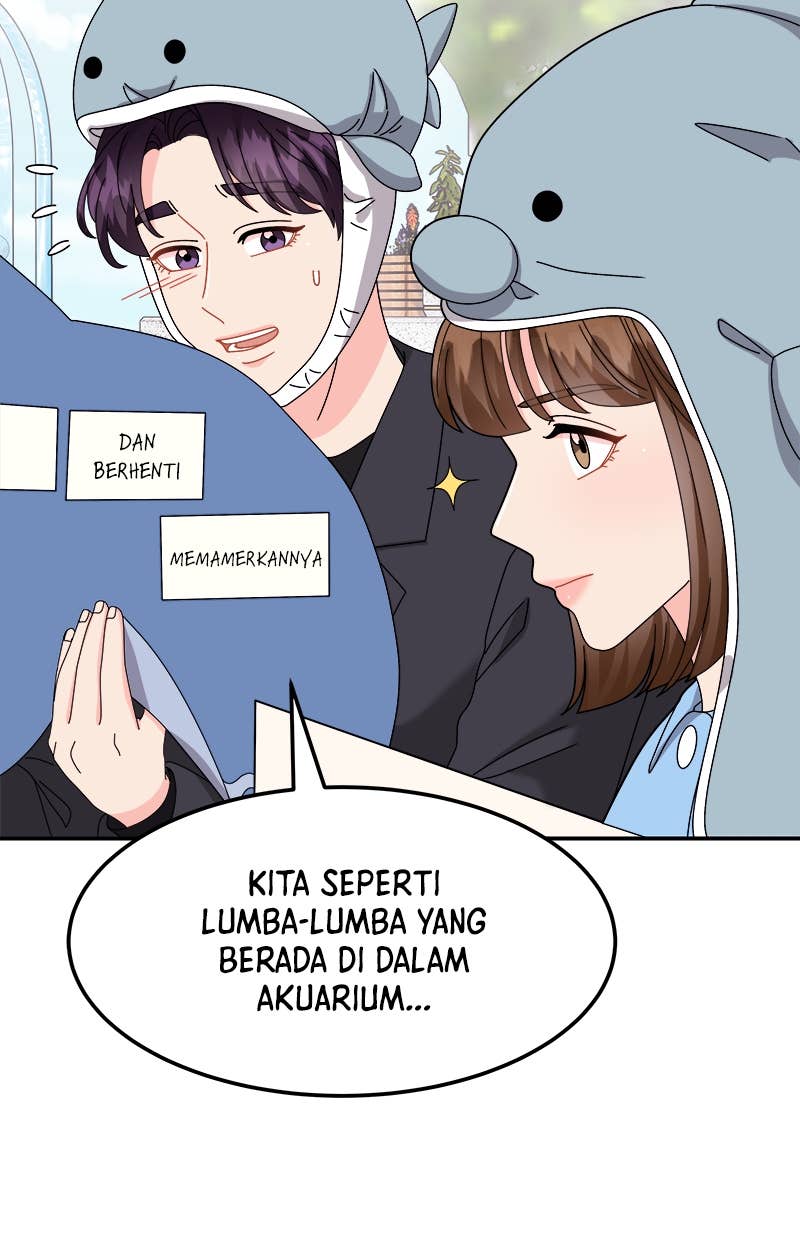 DAN
BERHENTI
MEMAMERKANNYA
KITA SEPERTI
LUMBA-LUMBA YANG
BERADA DI DALAM
AKUARIUM...